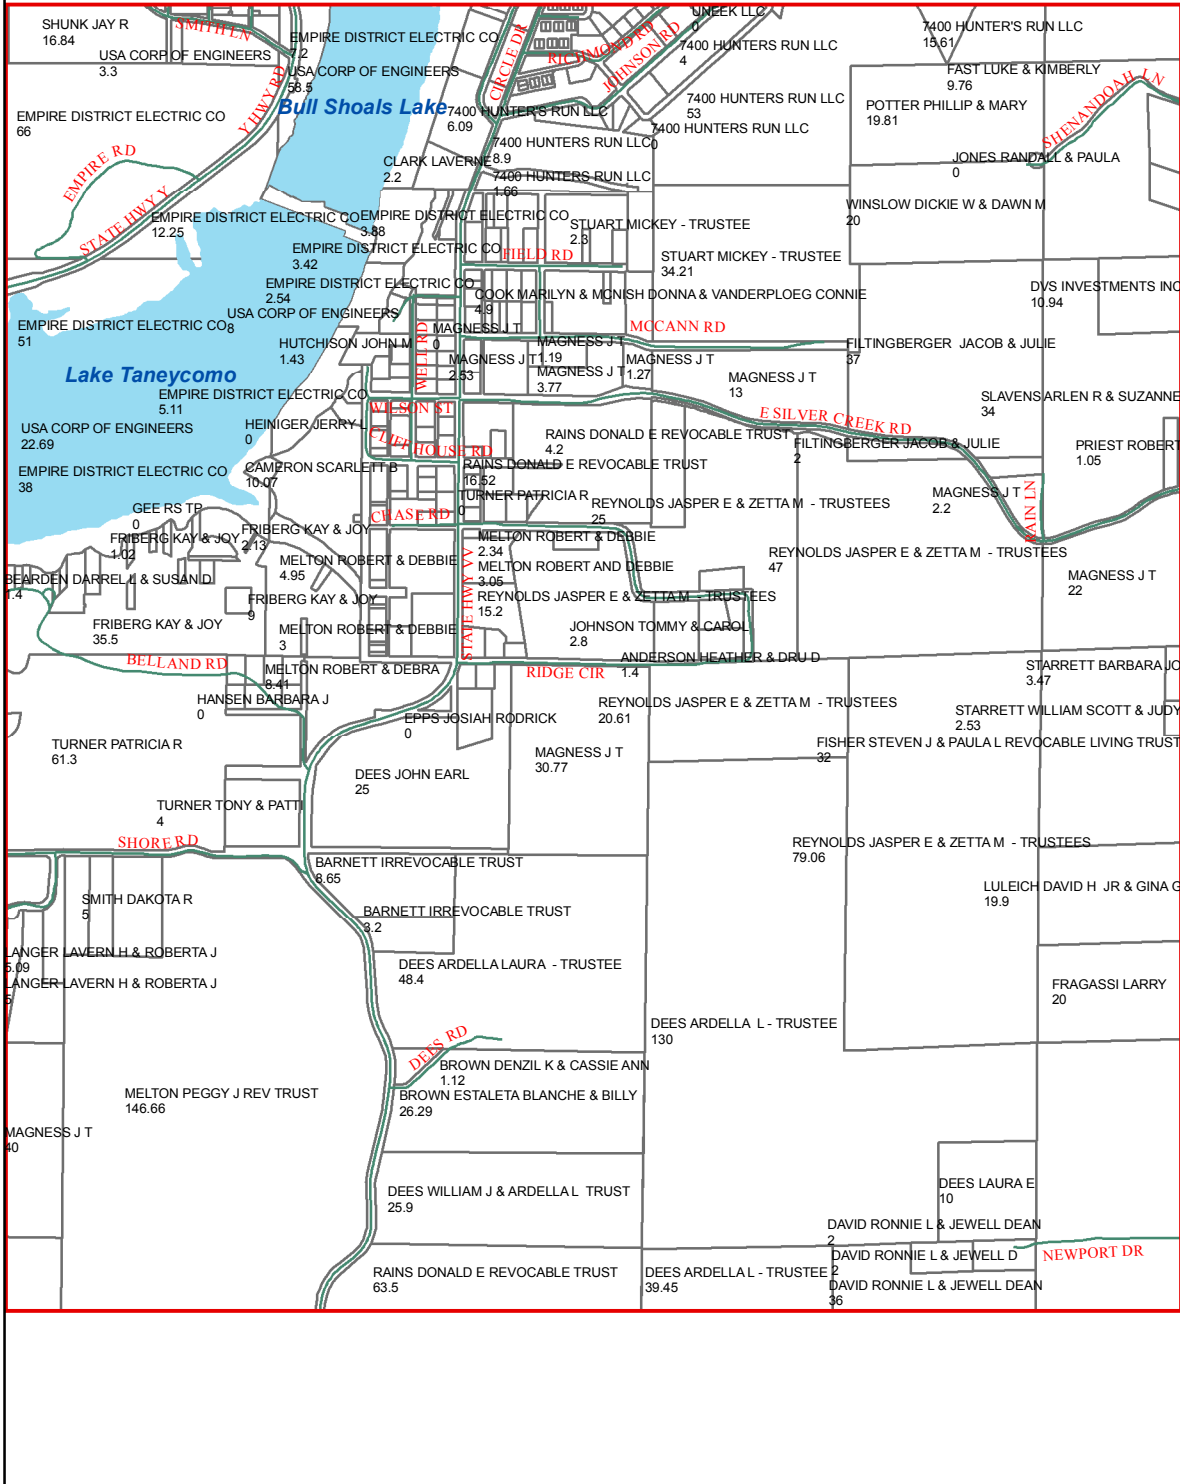 UNEEK LLC
0
SHUNK JAY R
16.84
SMITH LN
7400 HUNTER'S RUN LLC
15.61
EMPIRE DISTRICT ELECTRIC CO
7.2
CIRCLE DR
RICHMOND RD
JOHNSON RD
7400 HUNTERS RUN LLC
4
USA CORP OF ENGINEERS
3.3
USA CORP OF ENGINEERS
58.5
Y HWY RD
FAST LUKE & KIMBERLY
9.76
SHENANDOAH LN
Bull Shoals Lake
7400 HUNTERS RUN LLC
53
POTTER PHILLIP & MARY
19.81
EMPIRE DISTRICT ELECTRIC CO
66
7400 HUNTER'S RUN LLC
6.09
7400 HUNTERS RUN LLC
0
7400 HUNTERS RUN LLC
8.9
EMPIRE RD
CLARK LAVERNE
2.2
JONES RANDALL & PAULA
0
7400 HUNTERS RUN LLC
1.66
STATE HWY Y
WINSLOW DICKIE W & DAWN M
20
EMPIRE DISTRICT ELECTRIC CO
12.25
EMPIRE DISTRICT ELECTRIC CO
3.88
STUART MICKEY - TRUSTEE
2.3
EMPIRE DISTRICT ELECTRIC CO
3.42
FIELD RD
STUART MICKEY - TRUSTEE
34.21
EMPIRE DISTRICT ELECTRIC CO
2.54
COOK MARILYN & MCNISH DONNA & VANDERPLOEG CONNIE
4.9
DVS INVESTMENTS INC
10.94
USA CORP OF ENGINEERS
8
EMPIRE DISTRICT ELECTRIC CO
51
MAGNESS J T
0
MCCANN RD
HUTCHISON JOHN M
1.43
WELL RD
MAGNESS J T
1.19
FILTINGBERGER JACOB & JULIE
37
MAGNESS J T
2.53
MAGNESS J T
1.27
MAGNESS J T
3.77
Lake Taneycomo
MAGNESS J T
13
EMPIRE DISTRICT ELECTRIC CO
5.11
SLAVENS ARLEN R & SUZANNE
34
WILSON ST
E SILVER CREEK RD
USA CORP OF ENGINEERS
22.69
HEINIGER JERRY L
0
CLIFF HOUSE RD
RAINS DONALD E REVOCABLE TRUST
4.2
FILTINGBERGER JACOB & JULIE
2
PRIEST ROBERT
1.05
EMPIRE DISTRICT ELECTRIC CO
38
CAMERON SCARLETT B
10.07
RAINS DONALD E REVOCABLE TRUST
16.52
TURNER PATRICIA R
0
MAGNESS J T
2.2
REYNOLDS JASPER E & ZETTA M - TRUSTEES
25
GEE RS TP
0
CHASE RD
RAIN LN
FRIBERG KAY & JOY
2.13
FRIBERG KAY & JOY
1.02
MELTON ROBERT & DEBBIE
2.34
REYNOLDS JASPER E & ZETTA M - TRUSTEES
47
MELTON ROBERT & DEBBIE
4.95
MELTON ROBERT AND DEBBIE
3.05
MAGNESS J T
22
BEARDEN DARREL L & SUSAN D
1.4
FRIBERG KAY & JOY
9
REYNOLDS JASPER E & ZETTA M - TRUSTEES
15.2
STATE HWY VV
FRIBERG KAY & JOY
35.5
MELTON ROBERT & DEBBIE
3
JOHNSON TOMMY & CAROL
2.8
BELLAND RD
ANDERSON HEATHER & DRU D
1.4
MELTON ROBERT & DEBRA
8.41
RIDGE CIR
STARRETT BARBARA JO
3.47
HANSEN BARBARA J
0
REYNOLDS JASPER E & ZETTA M - TRUSTEES
20.61
STARRETT WILLIAM SCOTT & JUDY
2.53
EPPS JOSIAH RODRICK
0
TURNER PATRICIA R
61.3
MAGNESS J T
30.77
FISHER STEVEN J & PAULA L REVOCABLE LIVING TRUST
32
DEES JOHN EARL
25
TURNER TONY & PATTI
4
SHORE RD
REYNOLDS JASPER E & ZETTA M - TRUSTEES
79.06
BARNETT IRREVOCABLE TRUST
8.65
LULEICH DAVID H JR & GINA G
19.9
SMITH DAKOTA R
5
BARNETT IRREVOCABLE TRUST
3.2
LANGER LAVERN H & ROBERTA J
5.09
DEES ARDELLA LAURA - TRUSTEE
48.4
LANGER LAVERN H & ROBERTA J
5
FRAGASSI LARRY
20
DEES ARDELLA L - TRUSTEE
130
DEES RD
BROWN DENZIL K & CASSIE ANN
1.12
MELTON PEGGY J REV TRUST
146.66
BROWN ESTALETA BLANCHE & BILLY
26.29
MAGNESS J T
40
DEES LAURA E
10
DEES WILLIAM J & ARDELLA L TRUST
25.9
DAVID RONNIE L & JEWELL DEAN
2
NEWPORT DR
DAVID RONNIE L & JEWELL D
2
RAINS DONALD E REVOCABLE TRUST
63.5
DEES ARDELLA L - TRUSTEE
39.45
DAVID RONNIE L & JEWELL DEAN
36